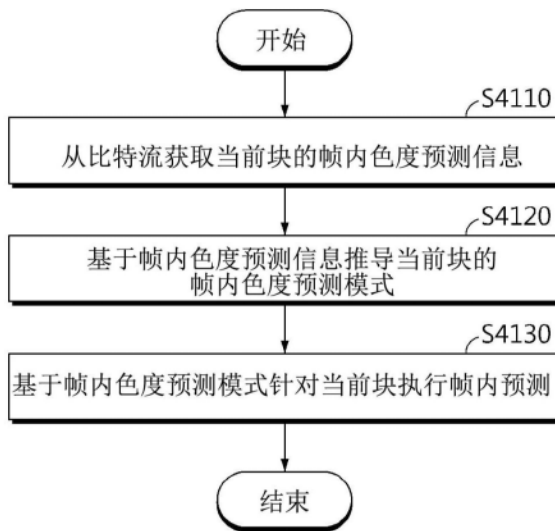 开始
S4110
从比特流获取当前块的帧内色度预测信息
S4120
基于帧内色度预测信息推导当前块的
帧内色度预测模式
S4130
基于帧内色度预测模式针对当前块执行帧内预测
结束